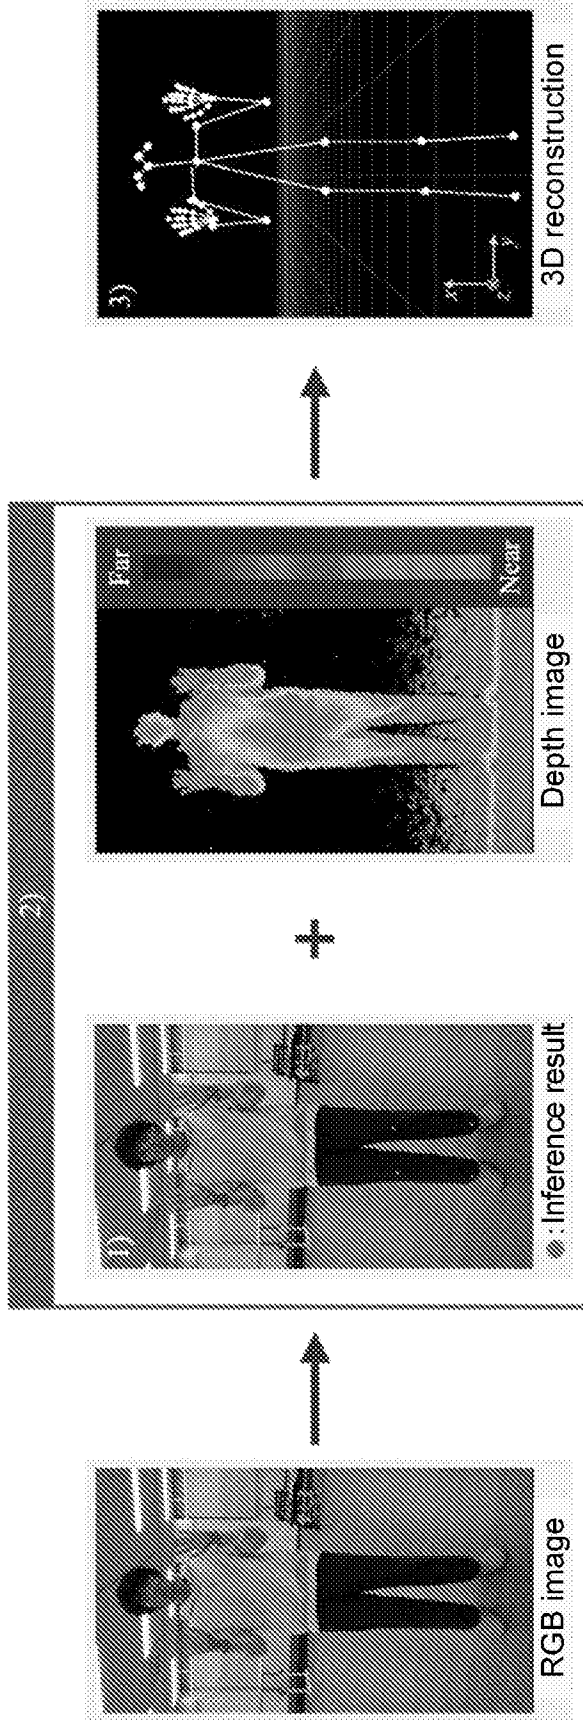 RGB image
2)
1)
: Inference result
+
Far
Near
Depth image
3)
x
y
z
3D reconstruction